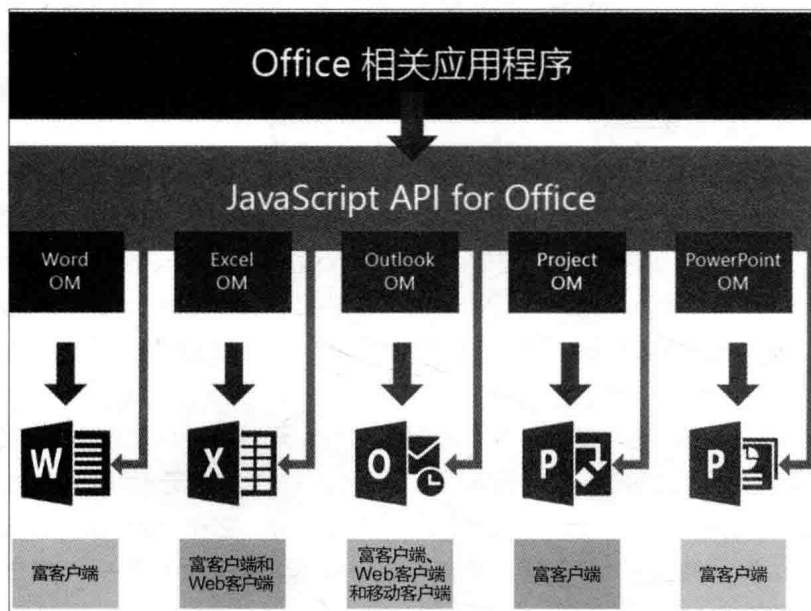 Office 相关应用程序
JavaScript API for Office
Word
OM
Excel
OM
Outlook
OM
Project
OM
PowerPoint
OM
W
X
O
P
P
富客户端
富客户端和
Web客户端
富客户端、
Web客户端
和移动客户端
富客户端
富客户端